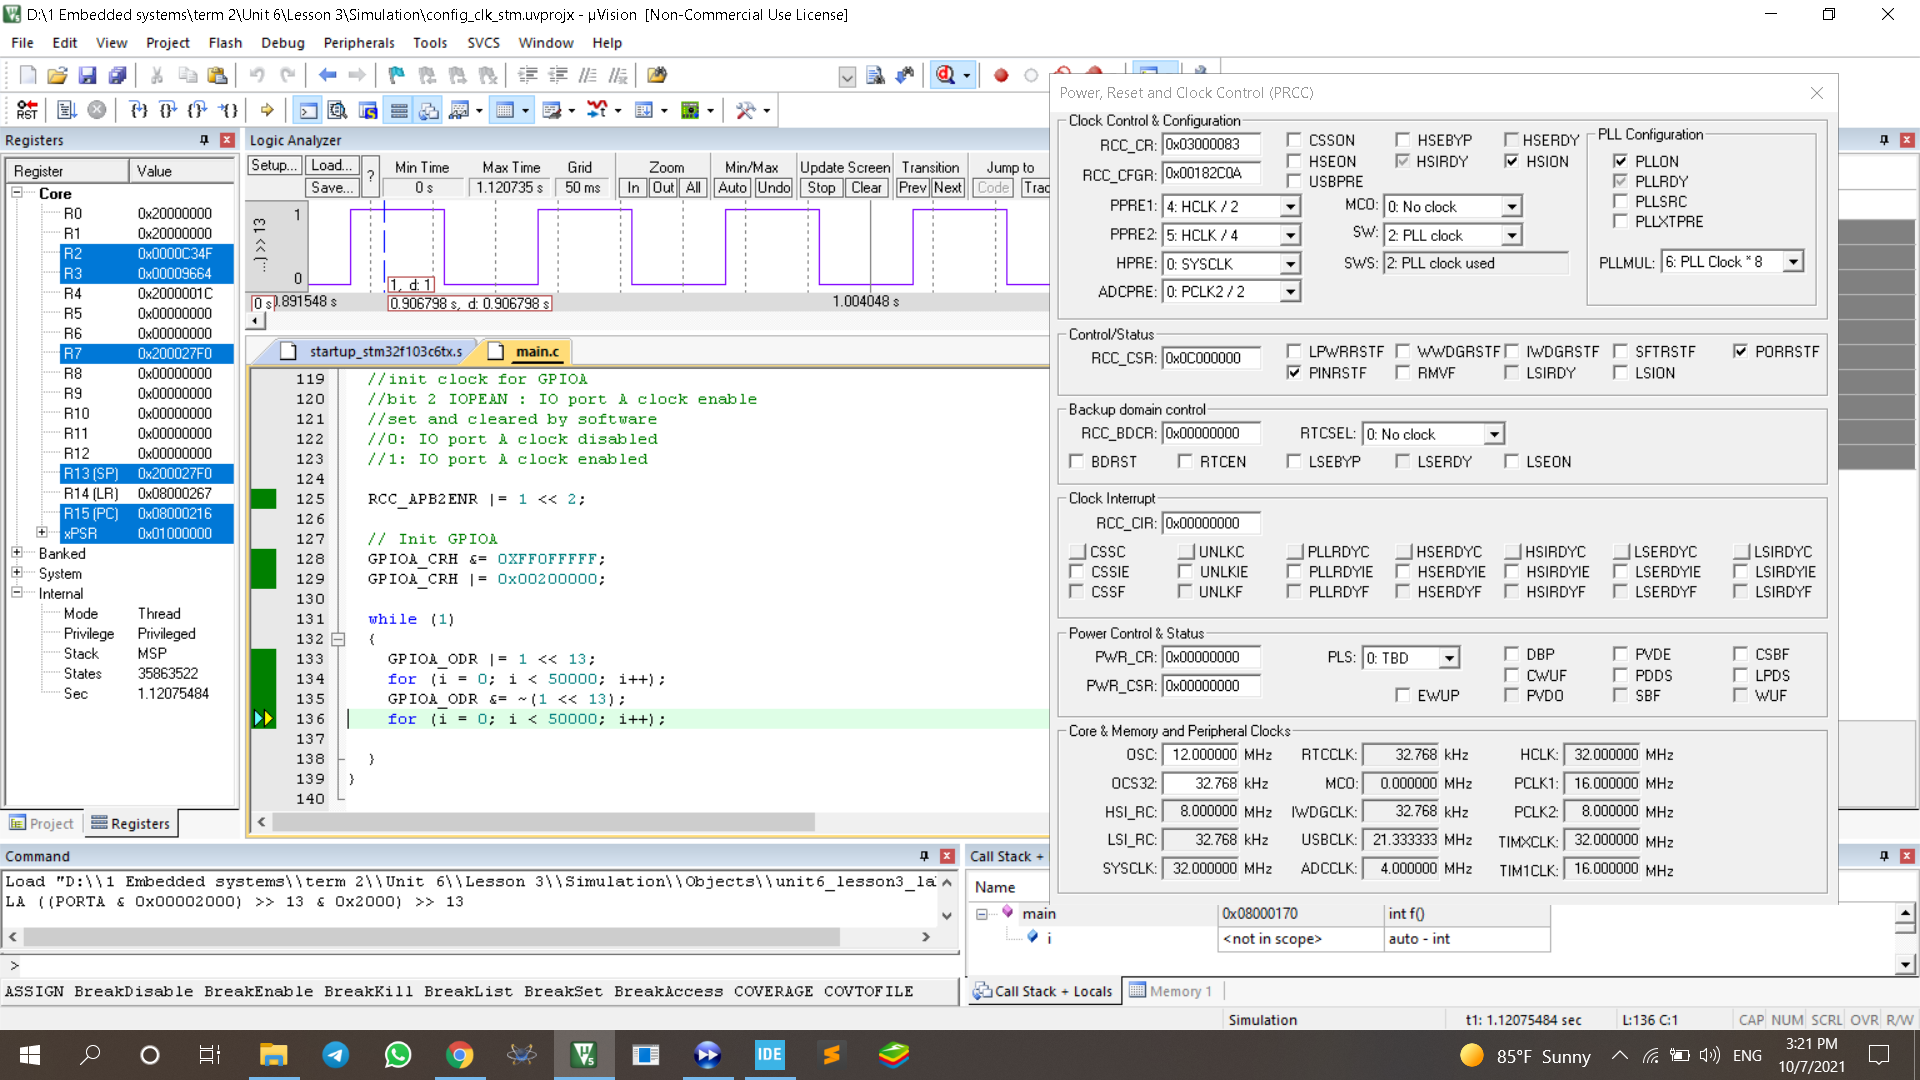 D:\1 Embedded systems\term 2\Unit 6\Lesson 3\Simulation\config_clk_stm.uvprojx - µVision  [Non-Commercial Use License]
File Edit View Project Flash Debug Peripherals Tools SVCS Window Help
RST
Registers
Register Value
Core
R0 0x20000000
R1 0x20000000
R2 0x0000C34F
R3 0x00009664
R4 0x2000001C
R5 0x00000000
R6 0x00000000
R7 0x200027F0
R8 0x00000000
R9 0x00000000
R10 0x00000000
R11 0x00000000
R12 0x00000000
R13 (SP) 0x200027F0
R14 (LR) 0x08000267
R15 (PC) 0x08000216
xPSR 0x01000000
Banked
System
Internal
Mode Thread
Privilege Privileged
Stack MSP
States 35863522
Sec 1.12075484
Project Registers
Logic Analyzer
Setup... Load... ? Min Time Max Time Grid Zoom Min/Max Update Screen Transition Jump to
Save... 0 s 1.120735 s 50 ms In Out All Auto Undo Stop Clear Prev Next Code Trac
1
...) >> 13
0
1, d: 1
0 s 0.891548 s 0.906798 s, d: 0.906798 s 1.004048 s
startup_stm32f103c6tx.s main.c
119 //init clock for GPIOA
120 //bit 2 IOPEAN : IO port A clock enable
121 //set and cleared by software
122 //0: IO port A clock disabled
123 //1: IO port A clock enabled
124
125 RCC_APB2ENR |= 1 << 2;
126
127 // Init GPIOA
128 GPIOA_CRH &= 0XFF0FFFFF;
129 GPIOA_CRH |= 0x00200000;
130
131 while (1)
132 {
133 GPIOA_ODR |= 1 << 13;
134 for (i = 0; i < 50000; i++);
135 GPIOA_ODR &= ~(1 << 13);
136 for (i = 0; i < 50000; i++);
137
138 }
139 }
140
Power, Reset and Clock Control (PRCC)
Clock Control & Configuration
RCC_CR: 0x03000083 CSSON HSEBYP HSERDY
HSEON HSIRDY HSION
RCC_CFGR: 0x00182C0A USBPRE
PPRE1: 4: HCLK / 2 MCO: 0: No clock
PPRE2: 5: HCLK / 4 SW: 2: PLL clock
HPRE: 0: SYSCLK SWS: 2: PLL clock used
ADCPRE: 0: PCLK2 / 2
PLL Configuration
PLLON
PLLRDY
PLLSRC
PLLXTPRE
PLLMUL: 6: PLL Clock * 8
Control/Status
RCC_CSR: 0x0C000000 LPWRRSTF WWDGRSTF IWDGRSTF SFTRSTF PORRSTF
PINRSTF RMVF LSIRDY LSION
Backup domain control
RCC_BDCR: 0x00000000 RTCSEL: 0: No clock
BDRST RTCEN LSEBYP LSERDY LSEON
Clock Interrupt
RCC_CIR: 0x00000000
CSSC UNLKC PLLRDYC HSERDYC HSIRDYC LSERDYC LSIRDYC
CSSIE UNLKIE PLLRDYIE HSERDYIE HSIRDYIE LSERDYIE LSIRDYIE
CSSF UNLKF PLLRDYF HSERDYF HSIRDYF LSERDYF LSIRDYF
Power Control & Status
PWR_CR: 0x00000000 PLS: 0: TBD DBP PVDE CSBF
CWUF PDDS LPDS
PWR_CSR: 0x00000000 EWUP PVDO SBF WUF
Core & Memory and Peripheral Clocks
OSC: 12.000000 MHz RTCCLK: 32.768 kHz HCLK: 32.000000 MHz
OCS32: 32.768 kHz MCO: 0.000000 MHz PCLK1: 16.000000 MHz
HSI_RC: 8.000000 MHz IWDGCLK: 32.768 kHz PCLK2: 8.000000 MHz
LSI_RC: 32.768 kHz USBCLK: 21.333333 MHz TIMXCLK: 32.000000 MHz
SYSCLK: 32.000000 MHz ADCCLK: 4.000000 MHz TIM1CLK: 16.000000 MHz
Command
Load "D:\\1 Embedded systems\\term 2\\Unit 6\\Lesson 3\\Simulation\\Objects\\unit6_lesson3_la
LA ((PORTA & 0x00002000) >> 13 & 0x2000) >> 13
>
ASSIGN BreakDisable BreakEnable BreakKill BreakList BreakSet BreakAccess COVERAGE COVTOFILE
Call Stack +
Name
main 0x08000170 int f()
i <not in scope> auto - int
Call Stack + Locals Memory 1
Simulation t1: 1.12075484 sec L:136 C:1 CAP NUM SCRL OVR R/W
IDE 85°F Sunny ENG 3:21 PM
10/7/2021